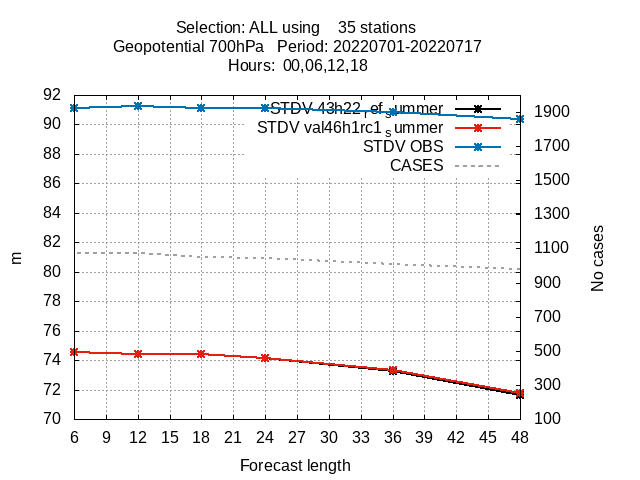 Selection: ALL using 35 stations
Geopotential 700hPa Period: 20220701-20220717
Hours: 00,06,12,18
STDV 43h22_ref_summer
STDV val46h1rc1_summer
STDV OBS
CASES
92
90
88
86
84
82
80
78
76
74
72
70
m
1900
1700
1500
1300
1100
900
700
500
300
100
No cases
6 9 12 15 18 21 24 27 30 33 36 39 42 45 48
Forecast length